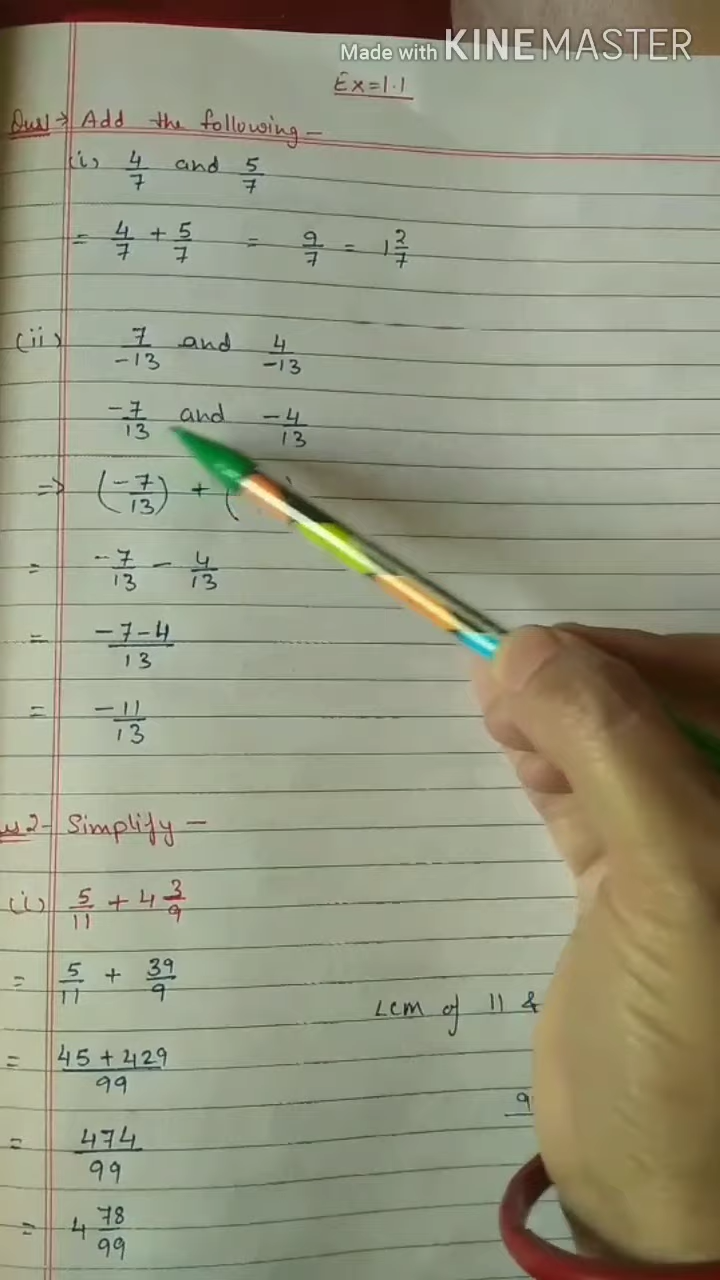 Made with KINEMASTER
Ex=1.1
Ques1→ Add the following—
(i) 4/7 and 5/7
= 4/7 + 5/7 = 9/7 = 1 2/7
(ii) 7/-13 and 4/-13
-7/13 and -4/13
=> (-7/13) + (
= -7/13 - 4/13
= -7-4/13
= -11/13
2- Simplify —
(i) 5/11 + 4 3/9
= 5/11 + 39/9
LCM of 11 &
= 45 + 429/99
9
= 474/99
= 4 78/99